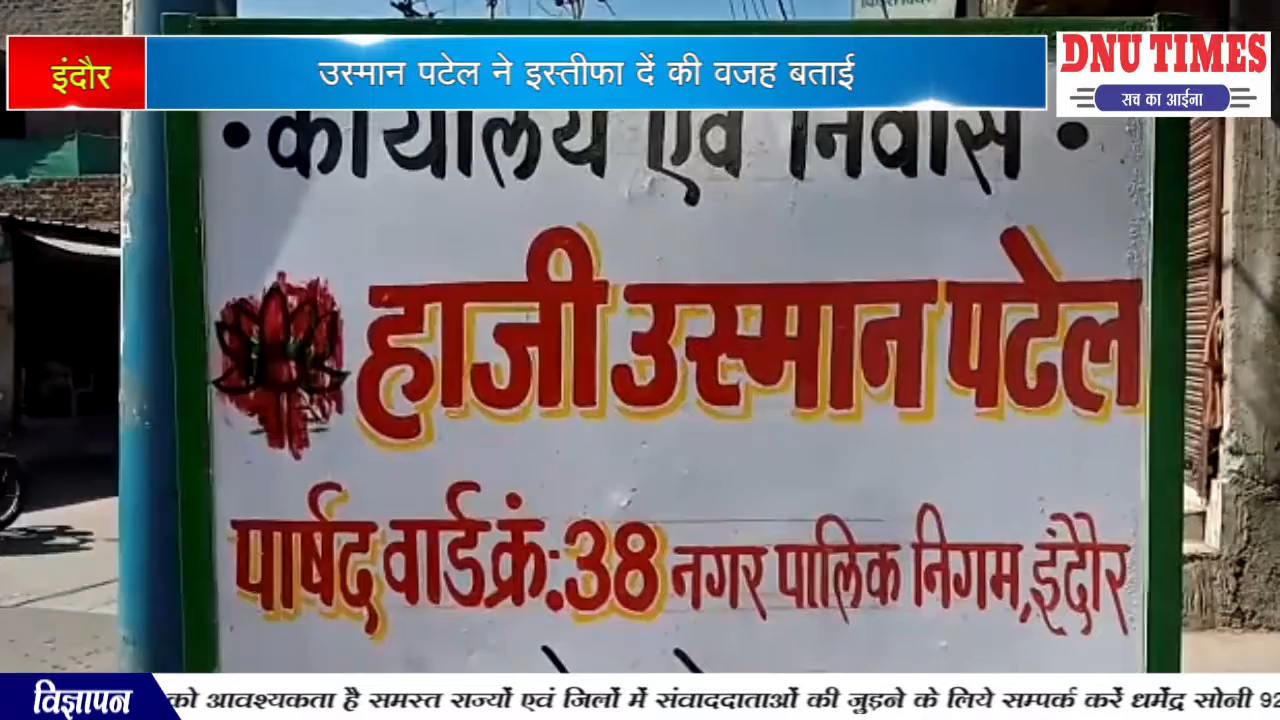 इंदौर
उस्मान पटेल ने इस्तीफा दें की वजह बताई
DNU TIMES
सच का आईना
• कार्यालय एवं निवास •
हाजी उस्मान पटेल
पार्षद वार्ड क्रं.:38 नगर पालिक निगम, इंदौर
विज्ञापन
को आवश्यकता है समस्त राज्यों एवं जिलों में संवाददाताओं की जुड़ने के लिये सम्पर्क करें धर्मेंद्र सोनी 92